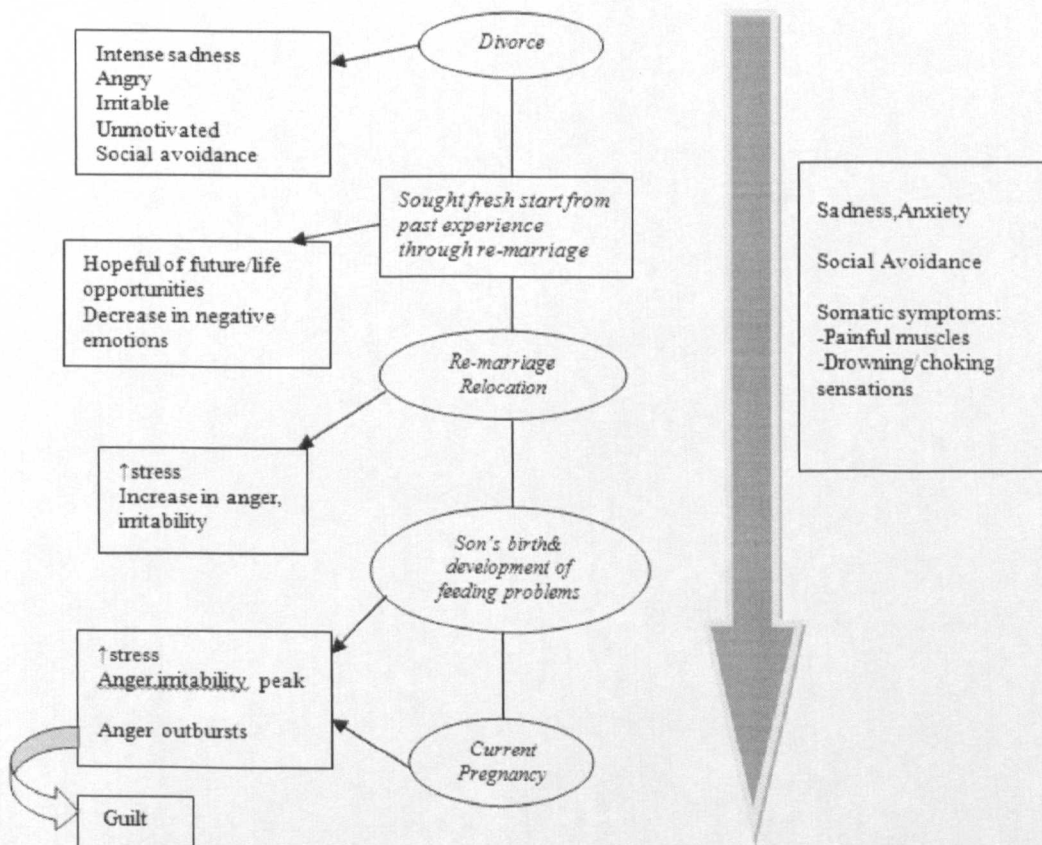 Divorce
Intense sadness
Angry
Irritable
Unmotivated
Social avoidance
Sought fresh start from
past experience
through re-marriage
Hopeful of future/life
opportunities
Decrease in negative
emotions
Re-marriage
Relocation
↑stress
Increase in anger,
irritability
Son's birth&
development of
feeding problems
↑stress
Anger.irritability peak
Anger outbursts
Current
Pregnancy
Guilt
Sadness,Anxiety
Social Avoidance
Somatic symptoms:
-Painful muscles
-Drowning/choking
sensations